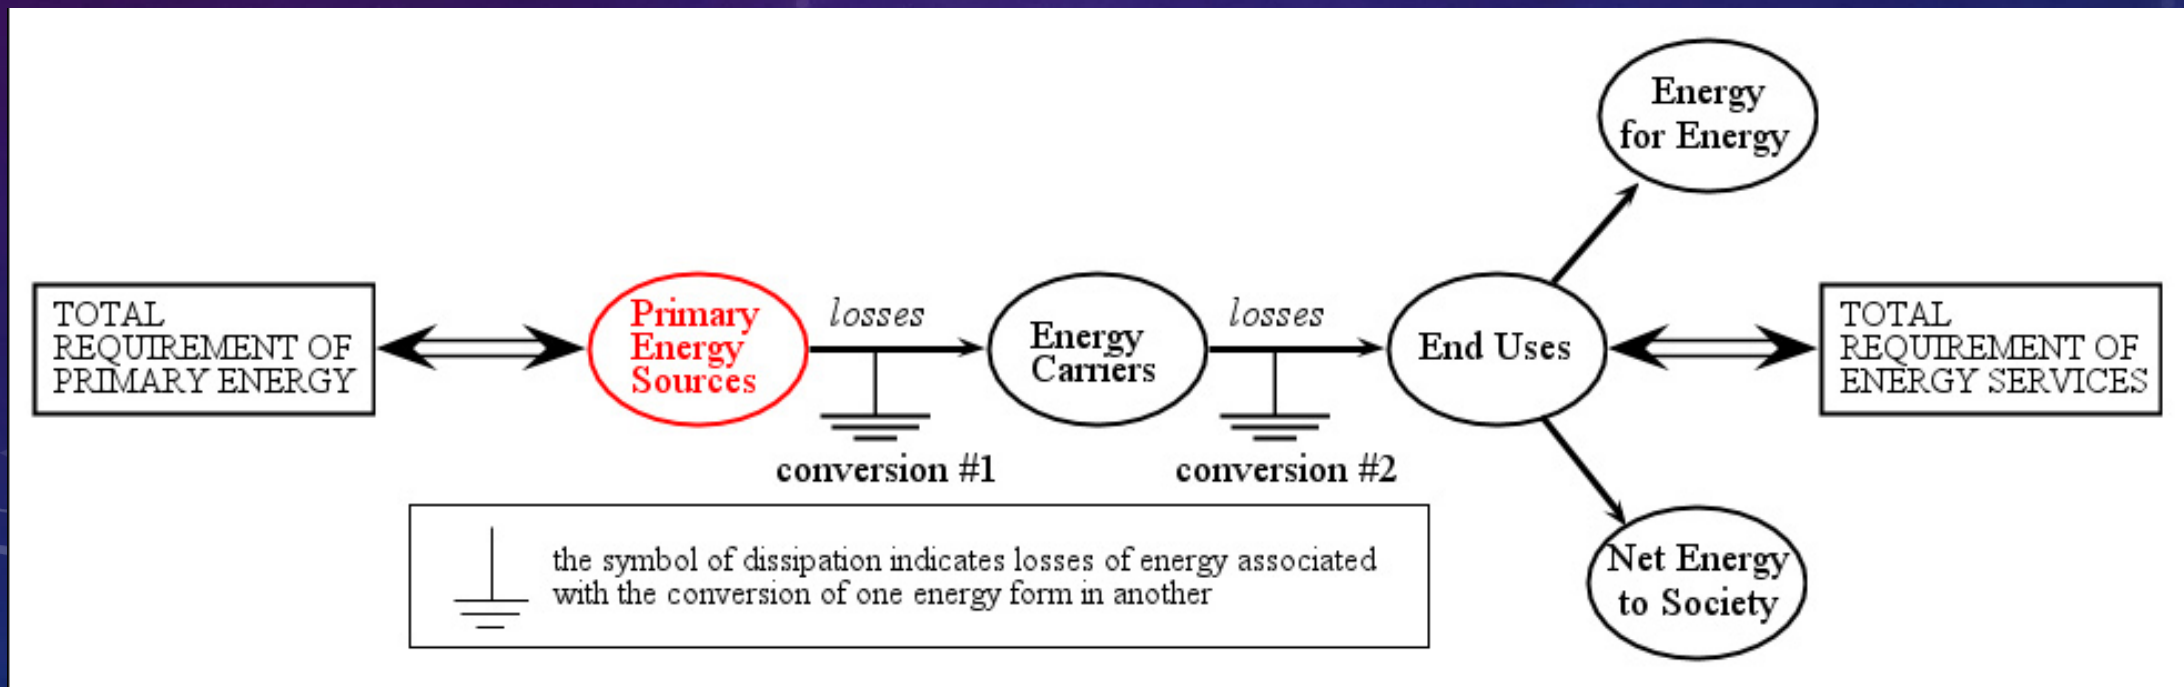 Energy
for Energy
TOTAL
REQUIREMENT OF
PRIMARY ENERGY
Primary
Energy
Sources
losses
conversion #1
Energy
Carriers
losses
conversion #2
End Uses
TOTAL
REQUIREMENT OF
ENERGY SERVICES
the symbol of dissipation indicates losses of energy associated
with the conversion of one energy form in another
Net Energy
to Society